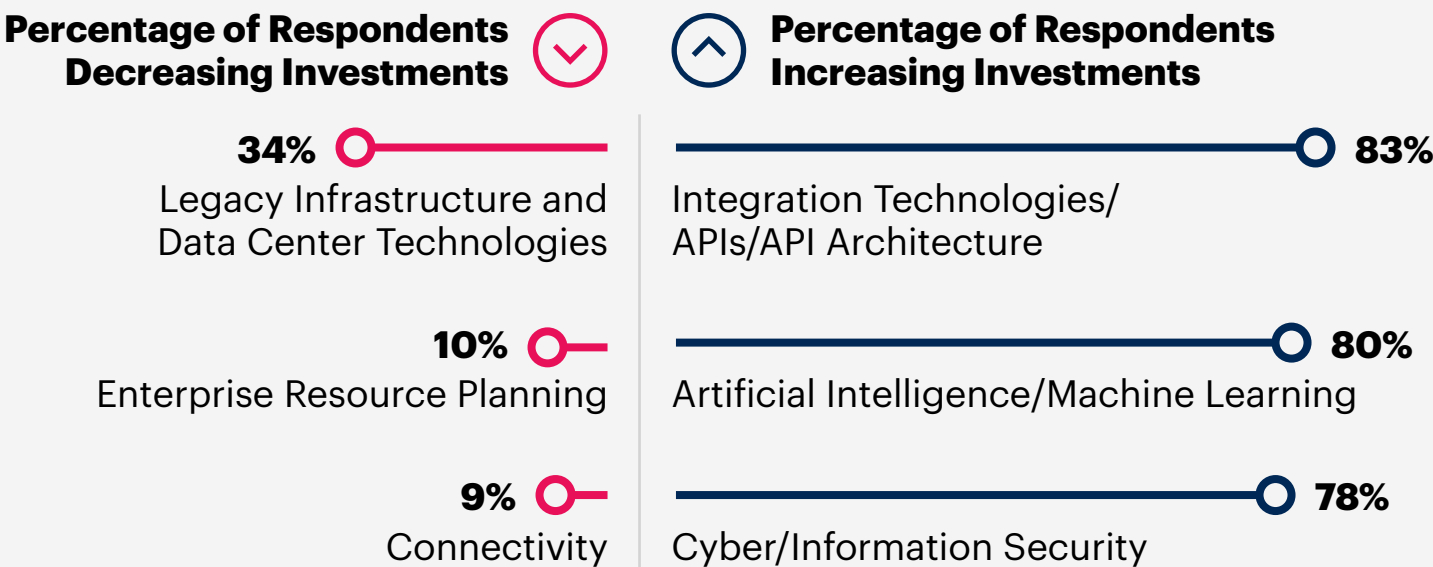 Percentage of Respondents
Decreasing Investments
Percentage of Respondents
Increasing Investments
34%
Legacy Infrastructure and
Data Center Technologies
83%
Integration Technologies/
APIs/API Architecture
10%
Enterprise Resource Planning
80%
Artificial Intelligence/Machine Learning
9%
Connectivity
78%
Cyber/Information Security